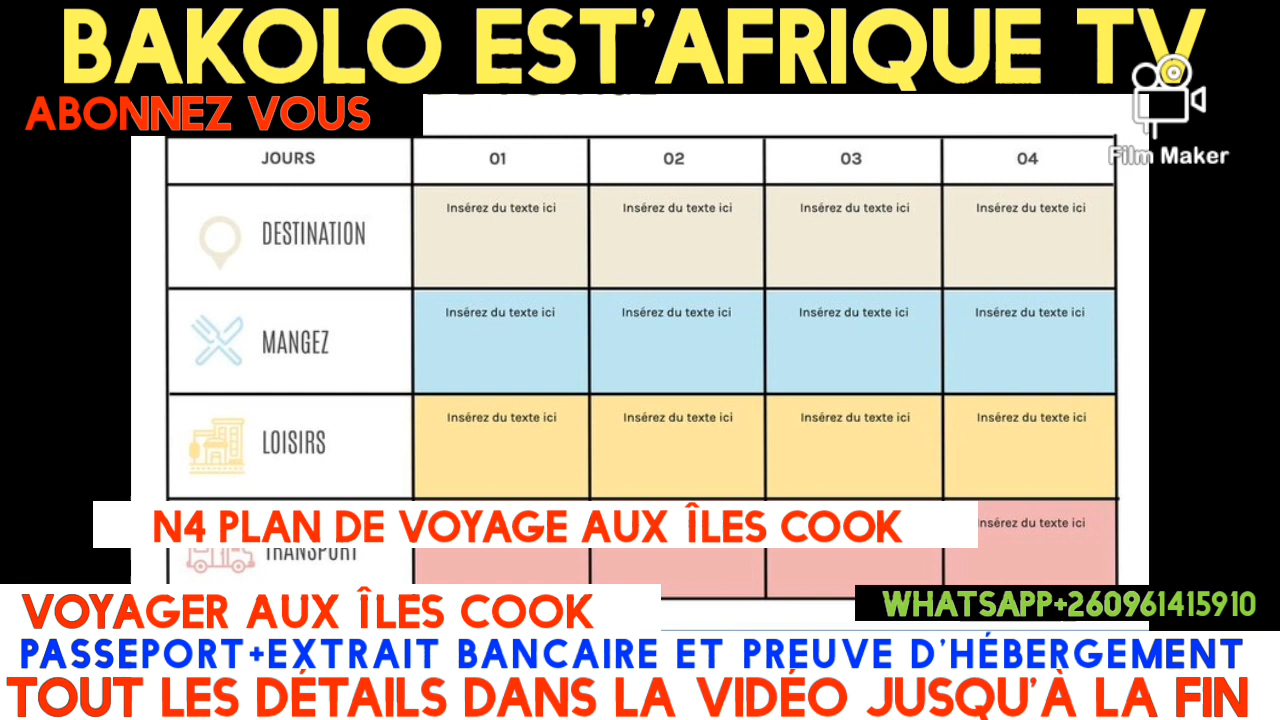 BAKOLO EST'AFRIQUE TV
ABONNEZ VOUS
Film Maker
JOURS 01 02 03 04
DESTINATION Insérez du texte ici Insérez du texte ici Insérez du texte ici Insérez du texte ici
MANGEZ Insérez du texte ici Insérez du texte ici Insérez du texte ici Insérez du texte ici
LOISIRS Insérez du texte ici Insérez du texte ici Insérez du texte ici Insérez du texte ici
Insérez du texte ici
N4 PLAN DE VOYAGE AUX ÎLES COOK
TRANSPORT
VOYAGER AUX ÎLES COOK
WHATSAPP+260961415910
PASSEPORT+EXTRAIT BANCAIRE ET PREUVE D'HÉBERGEMENT
TOUT LES DÉTAILS DANS LA VIDÉO JUSQU'À LA FIN